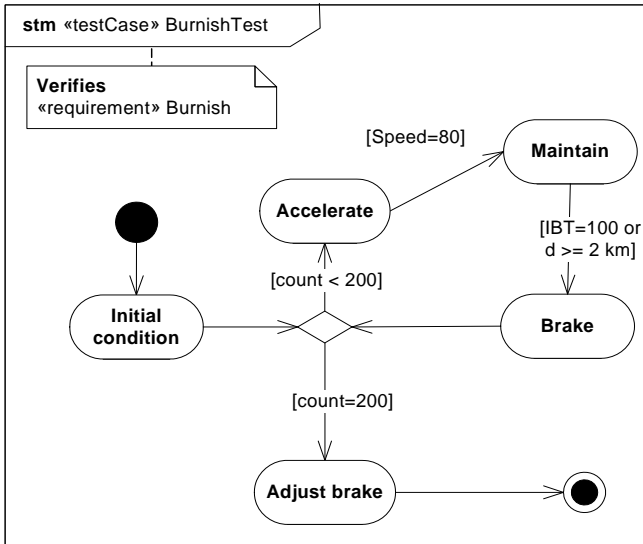 stm «testCase» BurnishTest
Verifies
«requirement» Burnish
[Speed=80]
Maintain
Accelerate
[IBT=100 or
d >= 2 km]
[count < 200]
Initial
condition
Brake
[count=200]
Adjust brake